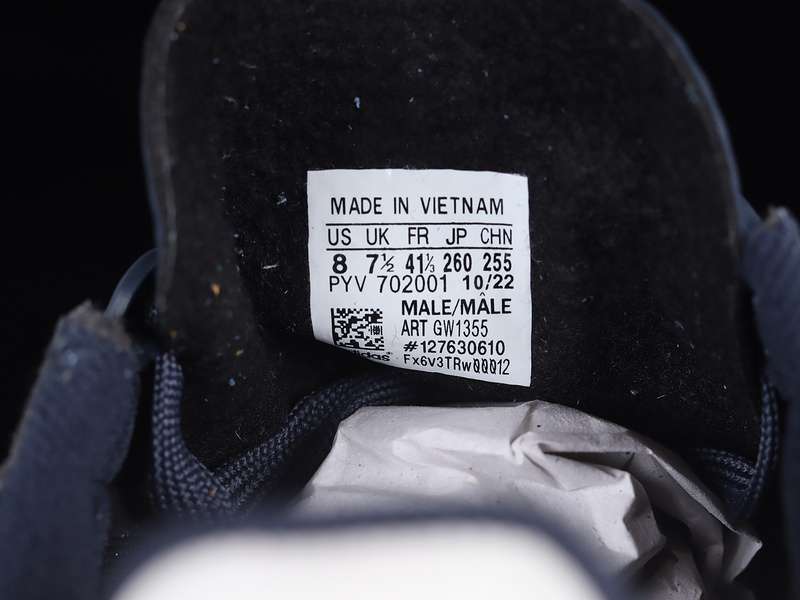 MADE IN VIETNAM
US UK FR JP CHN
8 7½ 41⅓ 260 255
PYV 702001 10/22
MALE/MÂLE
ART GW1355
#127630610
adidas Fx6v3TRw00012